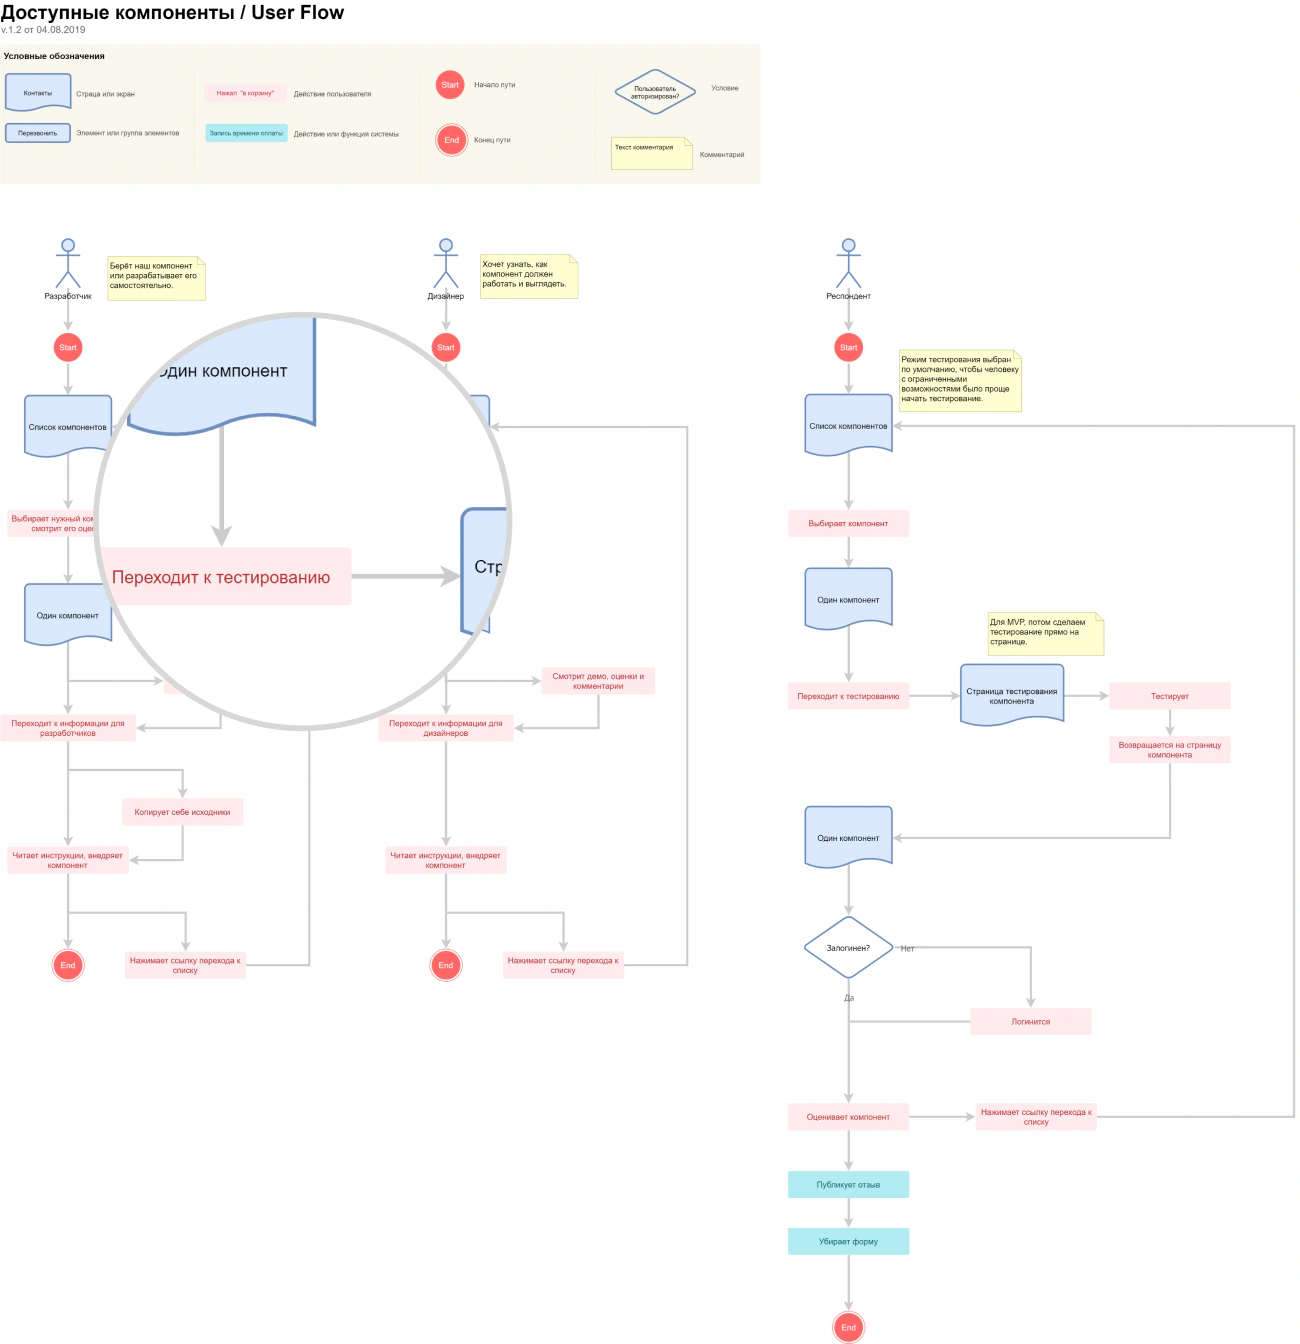 Доступные компоненты / User Flow
v.1.2 от 04.08.2019
Условные обозначения
Контакты
Страца или экран
Перезвонить
Элемент или группа элементов
Нажал "в корзину"
Действие пользователя
Запись времени оплаты
Действие или функция системы
Start
Начало пути
End
Конец пути
Пользователь
авторизирован?
Условие
Текст комментария
Комментарий
Разработчик
Берёт наш компонент
или разрабатывает его
самостоятельно.
Start
Список компонентов
Выбирает нужный
смотрит его
Один компонент
Переходит к информации для
разработчиков
Копирует себе исходники
Читает инструкции, внедряет
компонент
End
Нажимает ссылку перехода к
списку
Один компонент
Переходит к тестированию
Дизайнер
Хочет узнать, как
компонент должен
работать и выглядеть.
Start
Смотрит демо, оценки и
комментарии
Переходит к информации для
дизайнеров
Читает инструкции, внедряет
компонент
End
Нажимает ссылку перехода к
списку
Респондент
Start
Режим тестирования выбран
по умолчанию, чтобы человеку
с ограниченными
возможностями было проще
начать тестирование.
Список компонентов
Выбирает компонент
Один компонент
Для MVP, потом сделаем
тестирование прямо на
странице.
Переходит к тестированию
Страница тестирования
компонента
Тестирует
Возвращается на страницу
компонента
Один компонент
Залогинен?
Нет
Да
Логинится
Оценивает компонент
Нажимает ссылку перехода к
списку
Публикует отзыв
Убирает форму
End